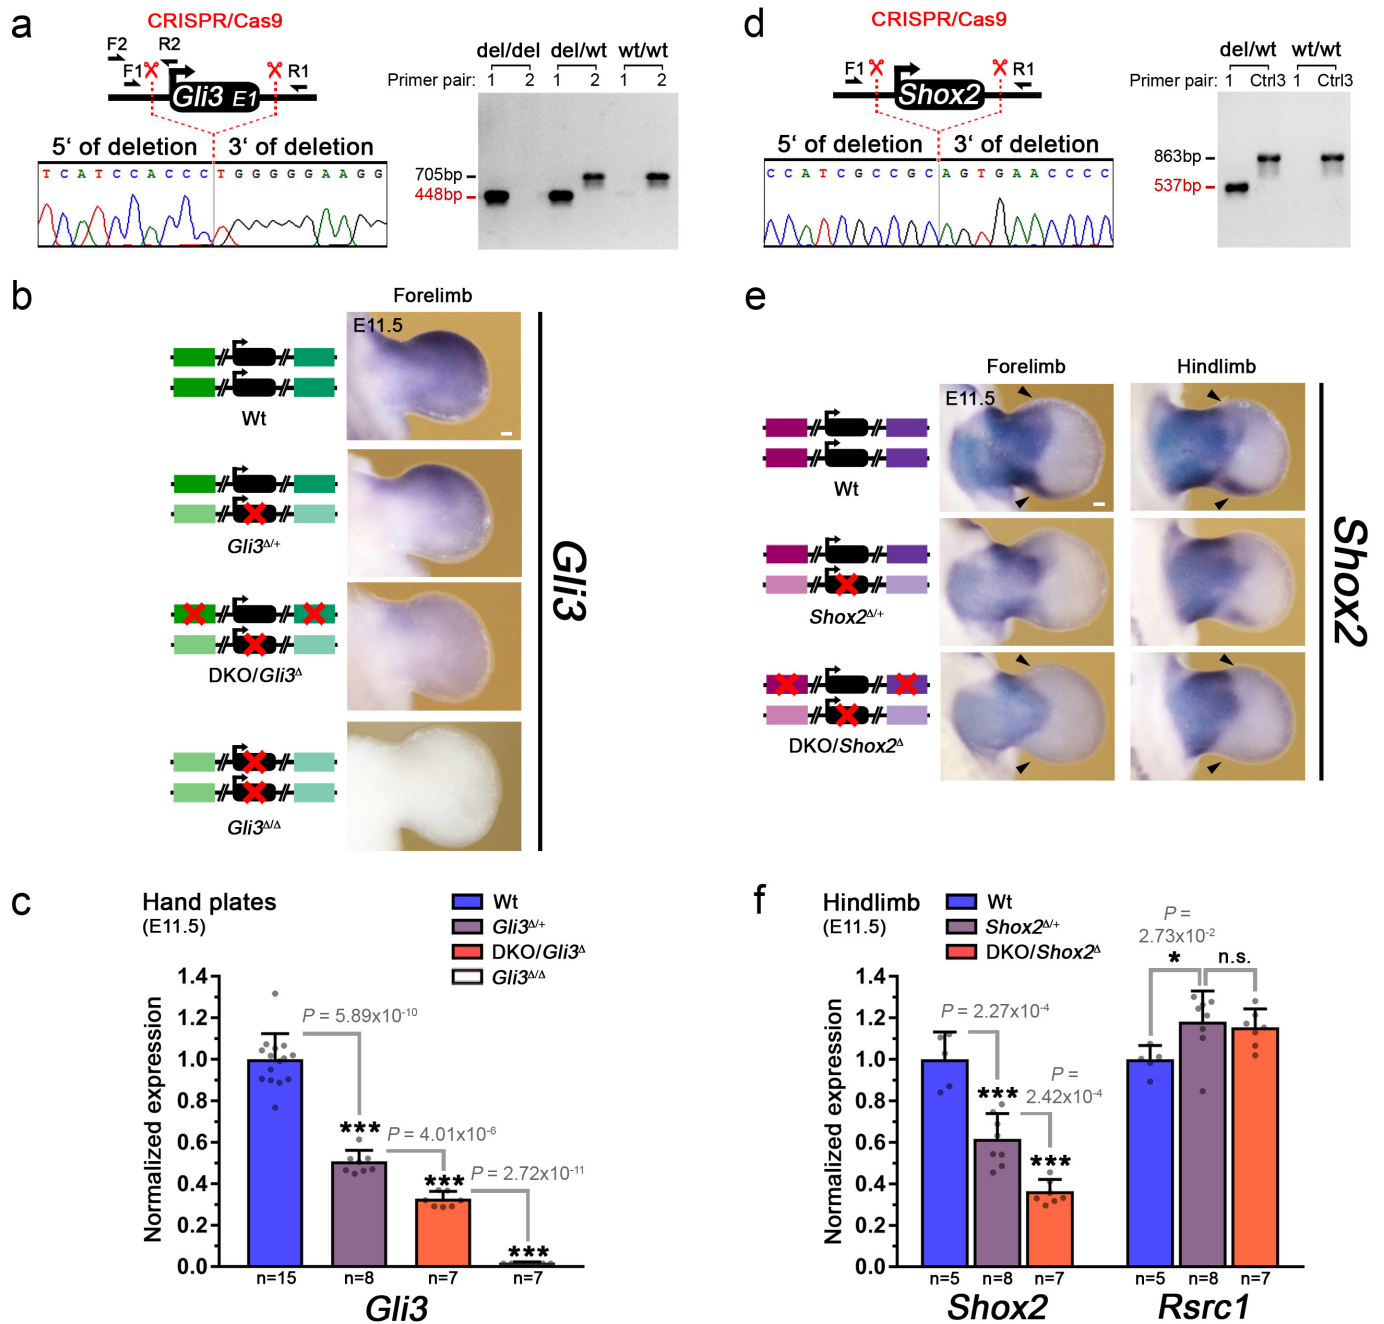 a
CRISPR/Cas9
F2
R2
F1
R1
Gli3 E1
5‘ of deletion
3‘ of deletion
T C A T C C A C C C T G G G G G A A G G
del/del del/wt wt/wt
Primer pair: 1 2 1 2 1 2
705bp
448bp
d
CRISPR/Cas9
F1
R1
Shox2
5‘ of deletion
3‘ of deletion
C C A T C G C C G C A G T G A A C C C C
del/wt wt/wt
Primer pair: 1 Ctrl3 1 Ctrl3
863bp
537bp
b
Forelimb
E11.5
Wt
Gli3Δ/+
DKO/Gli3Δ
Gli3Δ/Δ
Gli3
e
Forelimb Hindlimb
E11.5
Wt
Shox2Δ/+
DKO/Shox2Δ
Shox2
c
Hand plates
(E11.5)
Wt
Gli3Δ/+
DKO/Gli3Δ
Gli3Δ/Δ
Normalized expression
1.4
1.2
1.0
0.8
0.6
0.4
0.2
0.0
P = 5.89x10-10
***
P = 4.01x10-6
***
P = 2.72x10-11
***
n=15 n=8 n=7 n=7
Gli3
f
Hindlimb
(E11.5)
Wt
Shox2Δ/+
DKO/Shox2Δ
Normalized expression
1.4
1.2
1.0
0.8
0.6
0.4
0.2
0.0
P = 2.27x10-4
***
P =
2.42x10-4
***
P =
2.73x10-2
*
n.s.
n=5 n=8 n=7 n=5 n=8 n=7
Shox2 Rsrc1